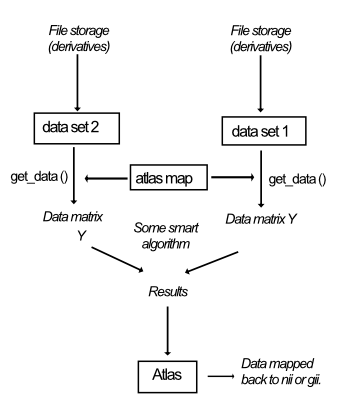 File storage
(derivatives)
File storage
(derivatives)
data set 2
data set 1
get_data ()
atlas map
get_data ()
Data matrix
Y
Some smart
algorithm
Data matrix Y
Results
Atlas
Data mapped
back to nii or gii.